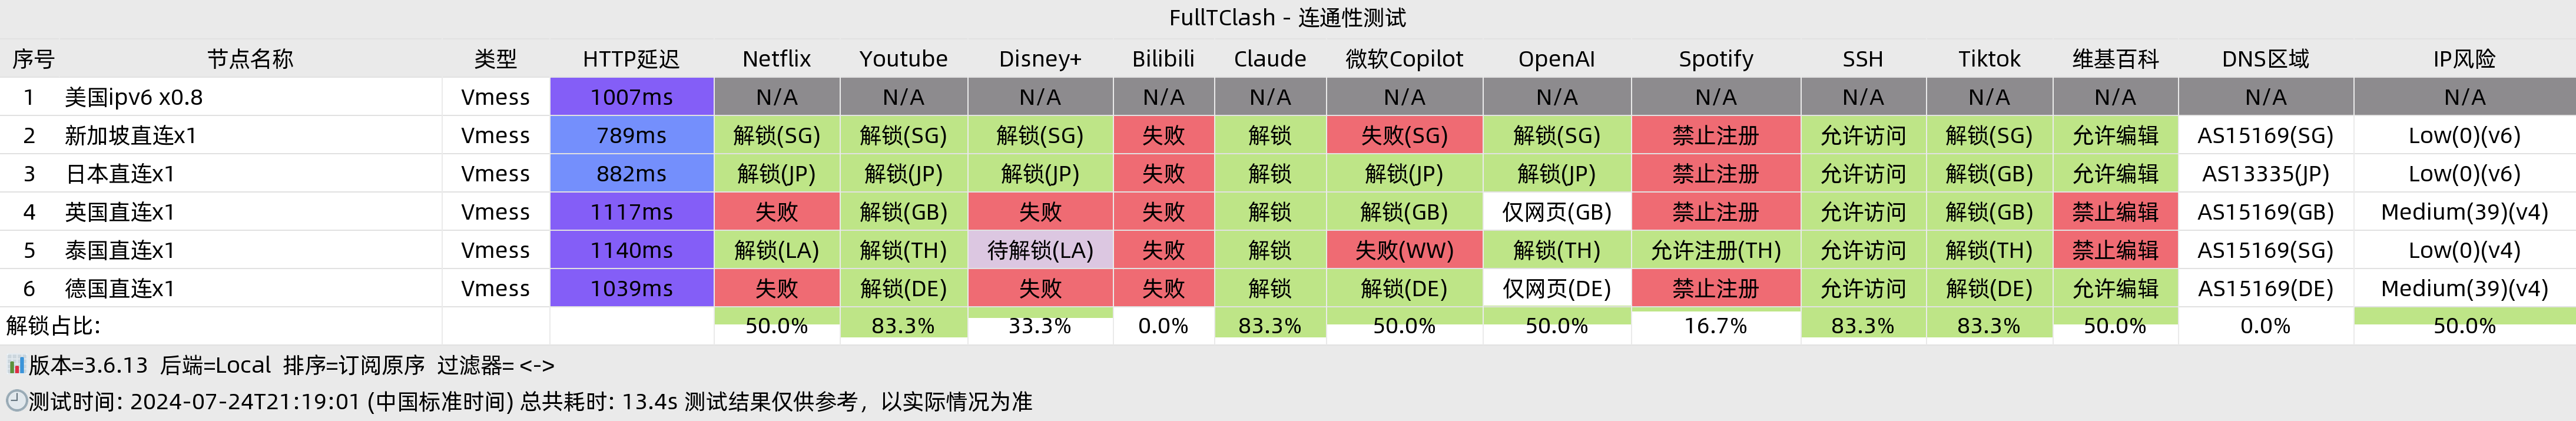 FullTClash - 连通性测试
序号 节点名称 类型 HTTP延迟 Netflix Youtube Disney+ Bilibili Claude 微软Copilot OpenAI Spotify SSH Tiktok 维基百科 DNS区域 IP风险
1 美国ipv6 x0.8 Vmess 1007ms N/A N/A N/A N/A N/A N/A N/A N/A N/A N/A N/A N/A N/A
2 新加坡直连x1 Vmess 789ms 解锁(SG) 解锁(SG) 解锁(SG) 失败 解锁 失败(SG) 解锁(SG) 禁止注册 允许访问 解锁(SG) 允许编辑 AS15169(SG) Low(0)(v6)
3 日本直连x1 Vmess 882ms 解锁(JP) 解锁(JP) 解锁(JP) 失败 解锁 解锁(JP) 解锁(JP) 禁止注册 允许访问 解锁(GB) 允许编辑 AS13335(JP) Low(0)(v6)
4 英国直连x1 Vmess 1117ms 失败 解锁(GB) 失败 失败 解锁 解锁(GB) 仅网页(GB) 禁止注册 允许访问 解锁(GB) 禁止编辑 AS15169(GB) Medium(39)(v4)
5 泰国直连x1 Vmess 1140ms 解锁(LA) 解锁(TH) 待解锁(LA) 失败 解锁 失败(WW) 解锁(TH) 允许注册(TH) 允许访问 解锁(TH) 禁止编辑 AS15169(SG) Low(0)(v4)
6 德国直连x1 Vmess 1039ms 失败 解锁(DE) 失败 失败 解锁 解锁(DE) 仅网页(DE) 禁止注册 允许访问 解锁(DE) 允许编辑 AS15169(DE) Medium(39)(v4)
解锁占比: 50.0% 83.3% 33.3% 0.0% 83.3% 50.0% 50.0% 16.7% 83.3% 83.3% 50.0% 0.0% 50.0%
版本=3.6.13 后端=Local 排序=订阅原序 过滤器= <->
测试时间: 2024-07-24T21:19:01 (中国标准时间) 总共耗时: 13.4s 测试结果仅供参考，以实际情况为准